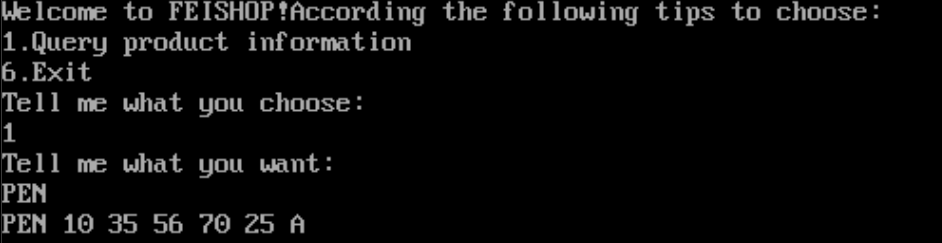 Welcome to FEISHOP!According the following tips to choose:
1.Query product information
6.Exit
Tell me what you choose:
1
Tell me what you want:
PEN
PEN 10 35 56 70 25 A